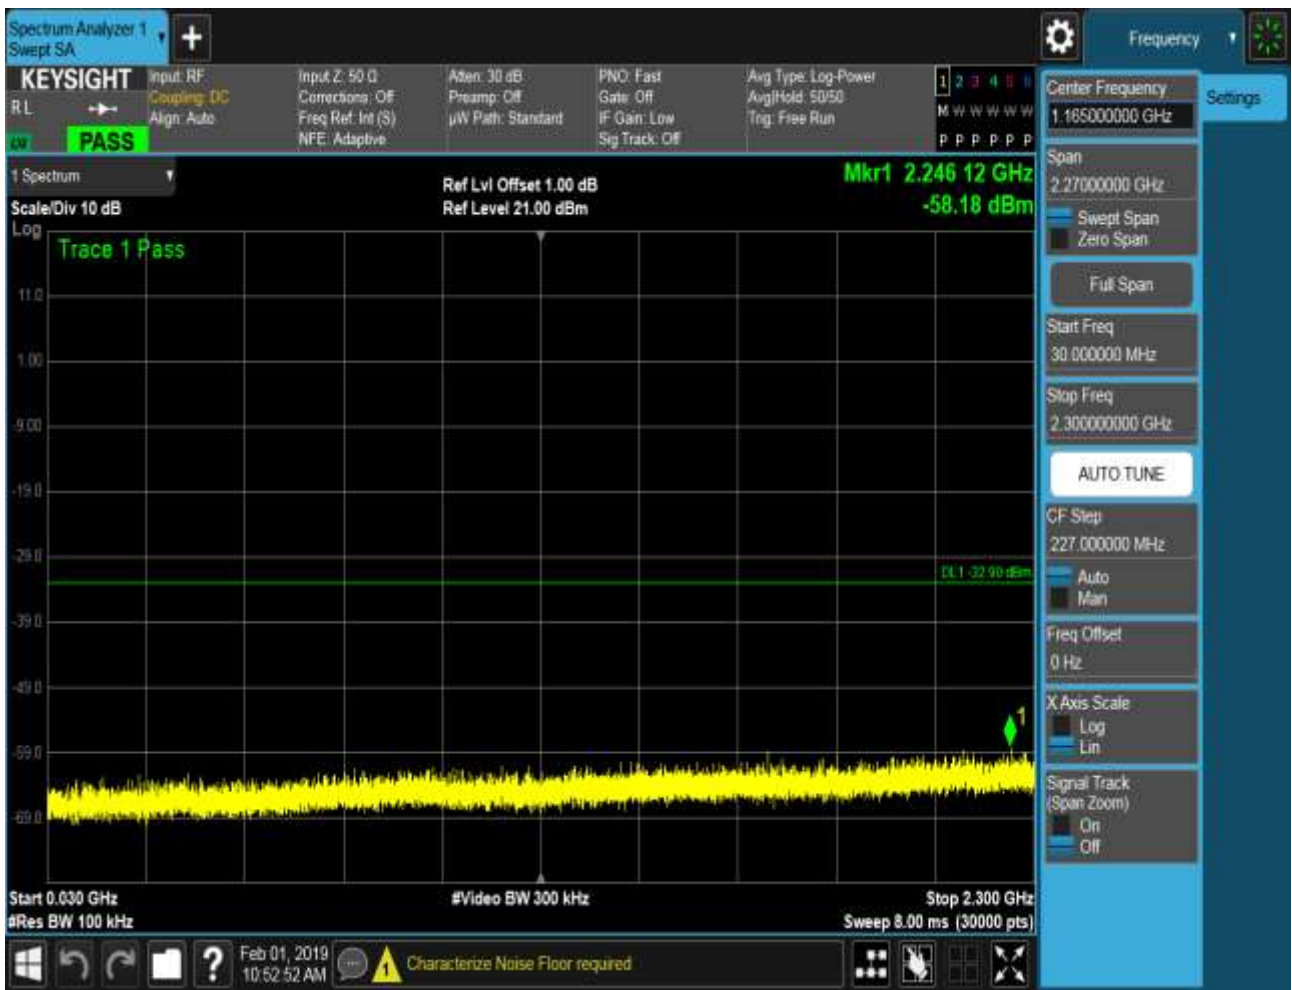 Spectrum Analyzer 1
Swept SA
Frequency
KEYSIGHT
R L
PASS
Input: RF
Coupling: DC
Align: Auto
Input Z: 50 Ω
Corrections: Off
Freq Ref: Int (S)
NFE: Adaptive
Atten: 30 dB
Preamp: Off
µW Path: Standard
PNO: Fast
Gate: Off
IF Gain: Low
Sig Track: Off
Avg Type: Log-Power
Avg|Hold: 50/50
Trig: Free Run
1 2 3 4 5 6
M W W W W W
P P P P P P
1 Spectrum
Scale/Div 10 dB
Log
Ref Lvl Offset 1.00 dB
Ref Level 21.00 dBm
Mkr1 2.246 12 GHz
-58.18 dBm
Trace 1 Pass
11.0
1.00
-9.00
-19.0
-29.0
DL1 -32.90 dBm
-39.0
-49.0
1
-59.0
-69.0
Start 0.030 GHz
#Res BW 100 kHz
#Video BW 300 kHz
Stop 2.300 GHz
Sweep 8.00 ms (30000 pts)
Center Frequency
1.165000000 GHz
Settings
Span
2.27000000 GHz
Swept Span
Zero Span
Full Span
Start Freq
30.000000 MHz
Stop Freq
2.300000000 GHz
AUTO TUNE
CF Step
227.000000 MHz
Auto
Man
Freq Offset
0 Hz
X Axis Scale
Log
Lin
Signal Track
(Span Zoom)
On
Off
?
Feb 01, 2019
10:52:52 AM
1
Characterize Noise Floor required